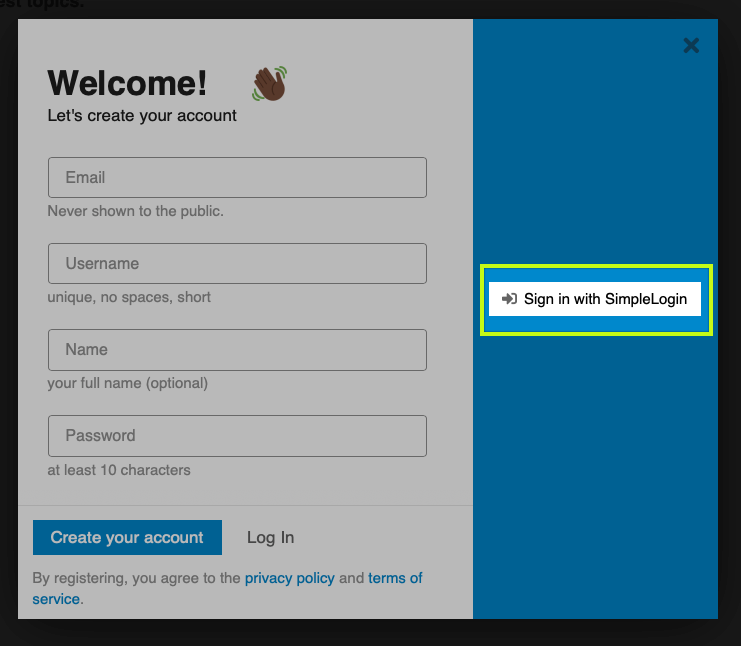 est topics.
Welcome!
Let's create your account
Email
Never shown to the public.
Username
unique, no spaces, short
Name
your full name (optional)
Password
at least 10 characters
Create your account
Log In
By registering, you agree to the privacy policy and terms of
service.
Sign in with SimpleLogin